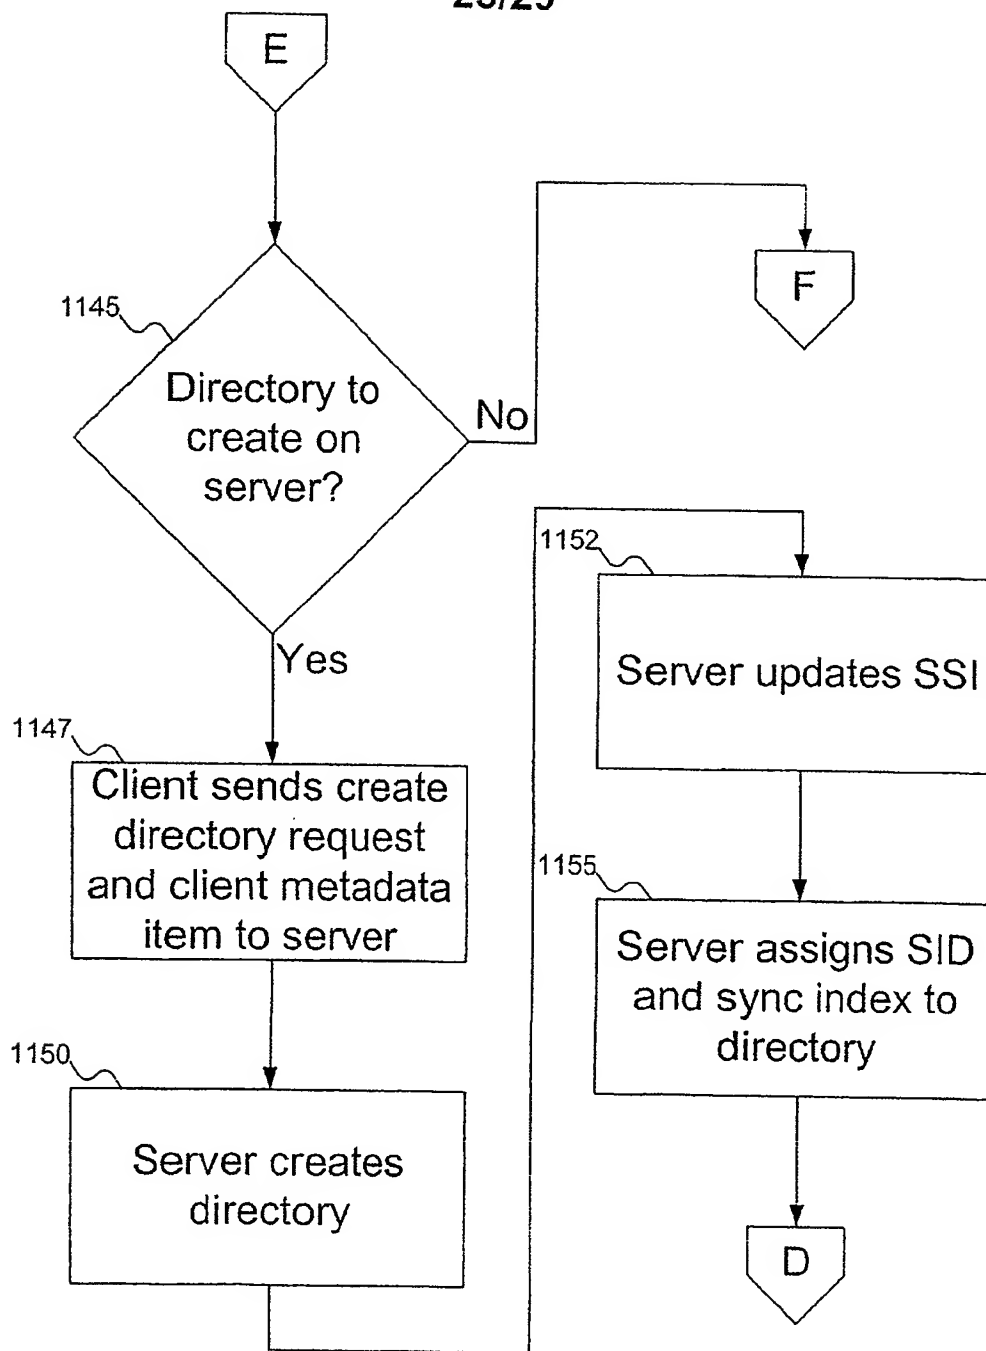 E
1145
Directory to
create on
server?
No
F
Yes
1147
Client sends create
directory request
and client metadata
item to server
1150
Server creates
directory
1152
Server updates SSI
1155
Server assigns SID
and sync index to
directory
D